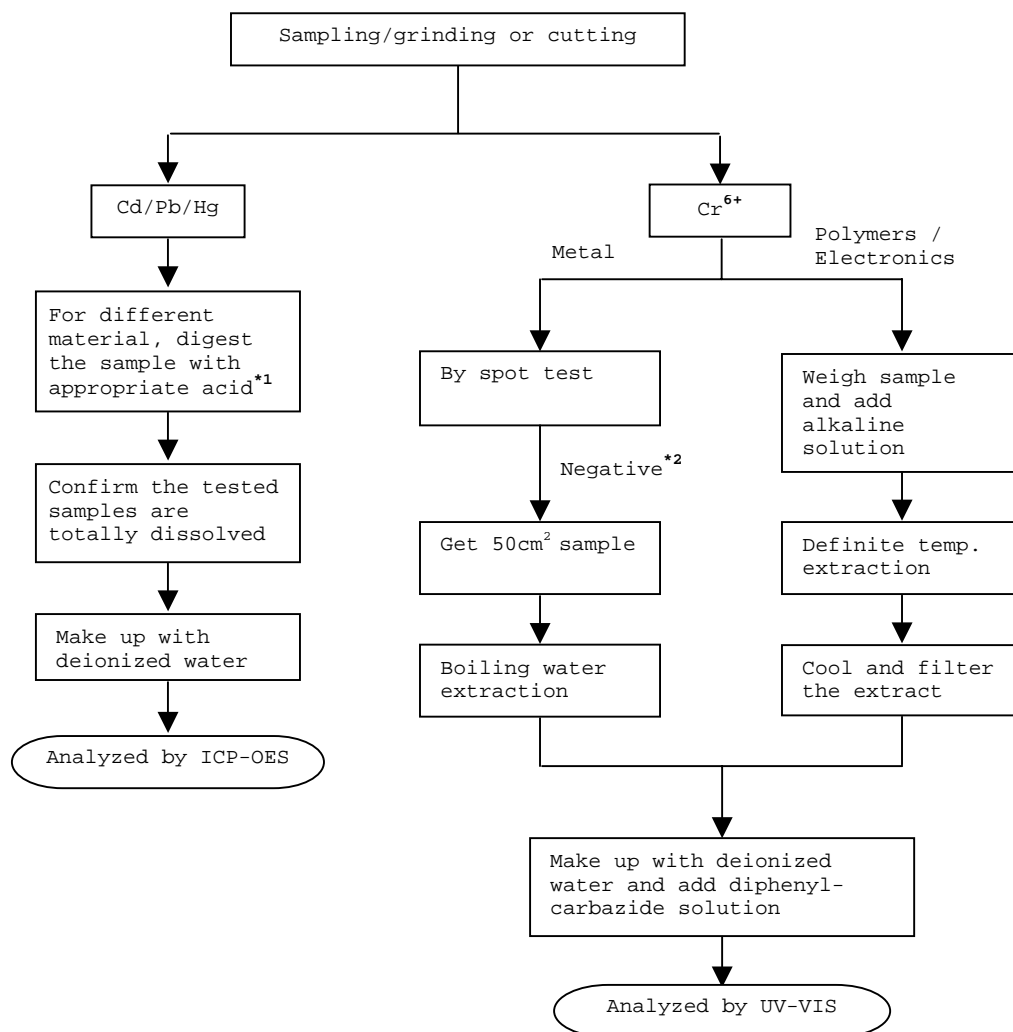 Sampling/grinding or cutting
Cd/Pb/Hg
Cr⁶⁺
Metal
Polymers /
Electronics
For different
material, digest
the sample with
appropriate acid*1
By spot test
Weigh sample
and add
alkaline
solution
Negative*2
Confirm the tested
samples are
totally dissolved
Get 50cm² sample
Definite temp.
extraction
Make up with
deionized water
Boiling water
extraction
Cool and filter
the extract
Analyzed by ICP-OES
Make up with deionized
water and add diphenyl-
carbazide solution
Analyzed by UV-VIS